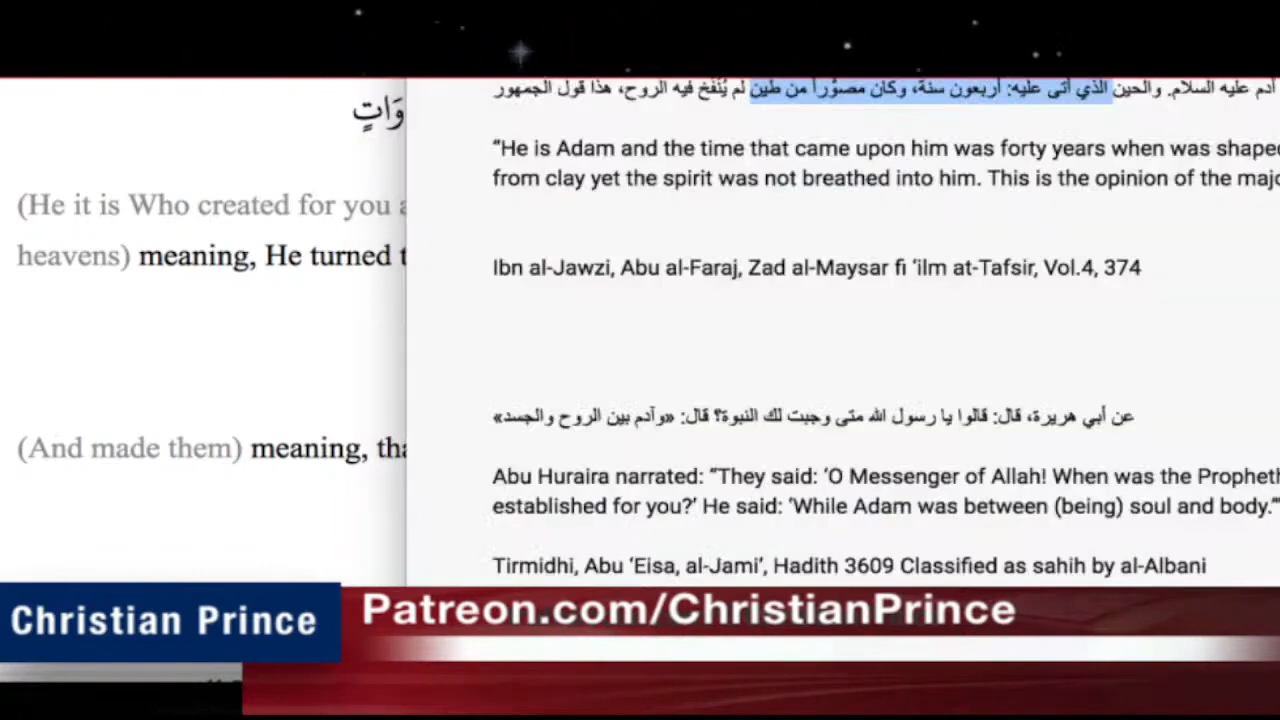 وَاتٍ
(He it is Who created for you
heavens) meaning, He turned
(And made them) meaning,
آدم عليه السلام. والحين الذي أتى عليه: أربعون سنة، وكان مصوَّراً من طين لم يُنْفَخ فيه الروح، هذا قول الجمهور
“He is Adam and the time that came upon him was forty years when was shaped
from clay yet the spirit was not breathed into him. This is the opinion of the
Ibn al-Jawzi, Abu al-Faraj, Zad al-Maysar fi ‘ilm at-Tafsir, Vol.4, 374
عن أبي هريرة، قال: قالوا يا رسول الله متى وجبت لك النبوة؟ قال: «وآدم بين الروح والجسد»
Abu Huraira narrated: “They said: ‘O Messenger of Allah! When was the
established for you?’ He said: ‘While Adam was between (being) soul and body.’”
Tirmidhi, Abu ‘Eisa, al-Jami’, Hadith 3609 Classified as sahih by al-Albani
Christian Prince
Patreon.com/ChristianPrince